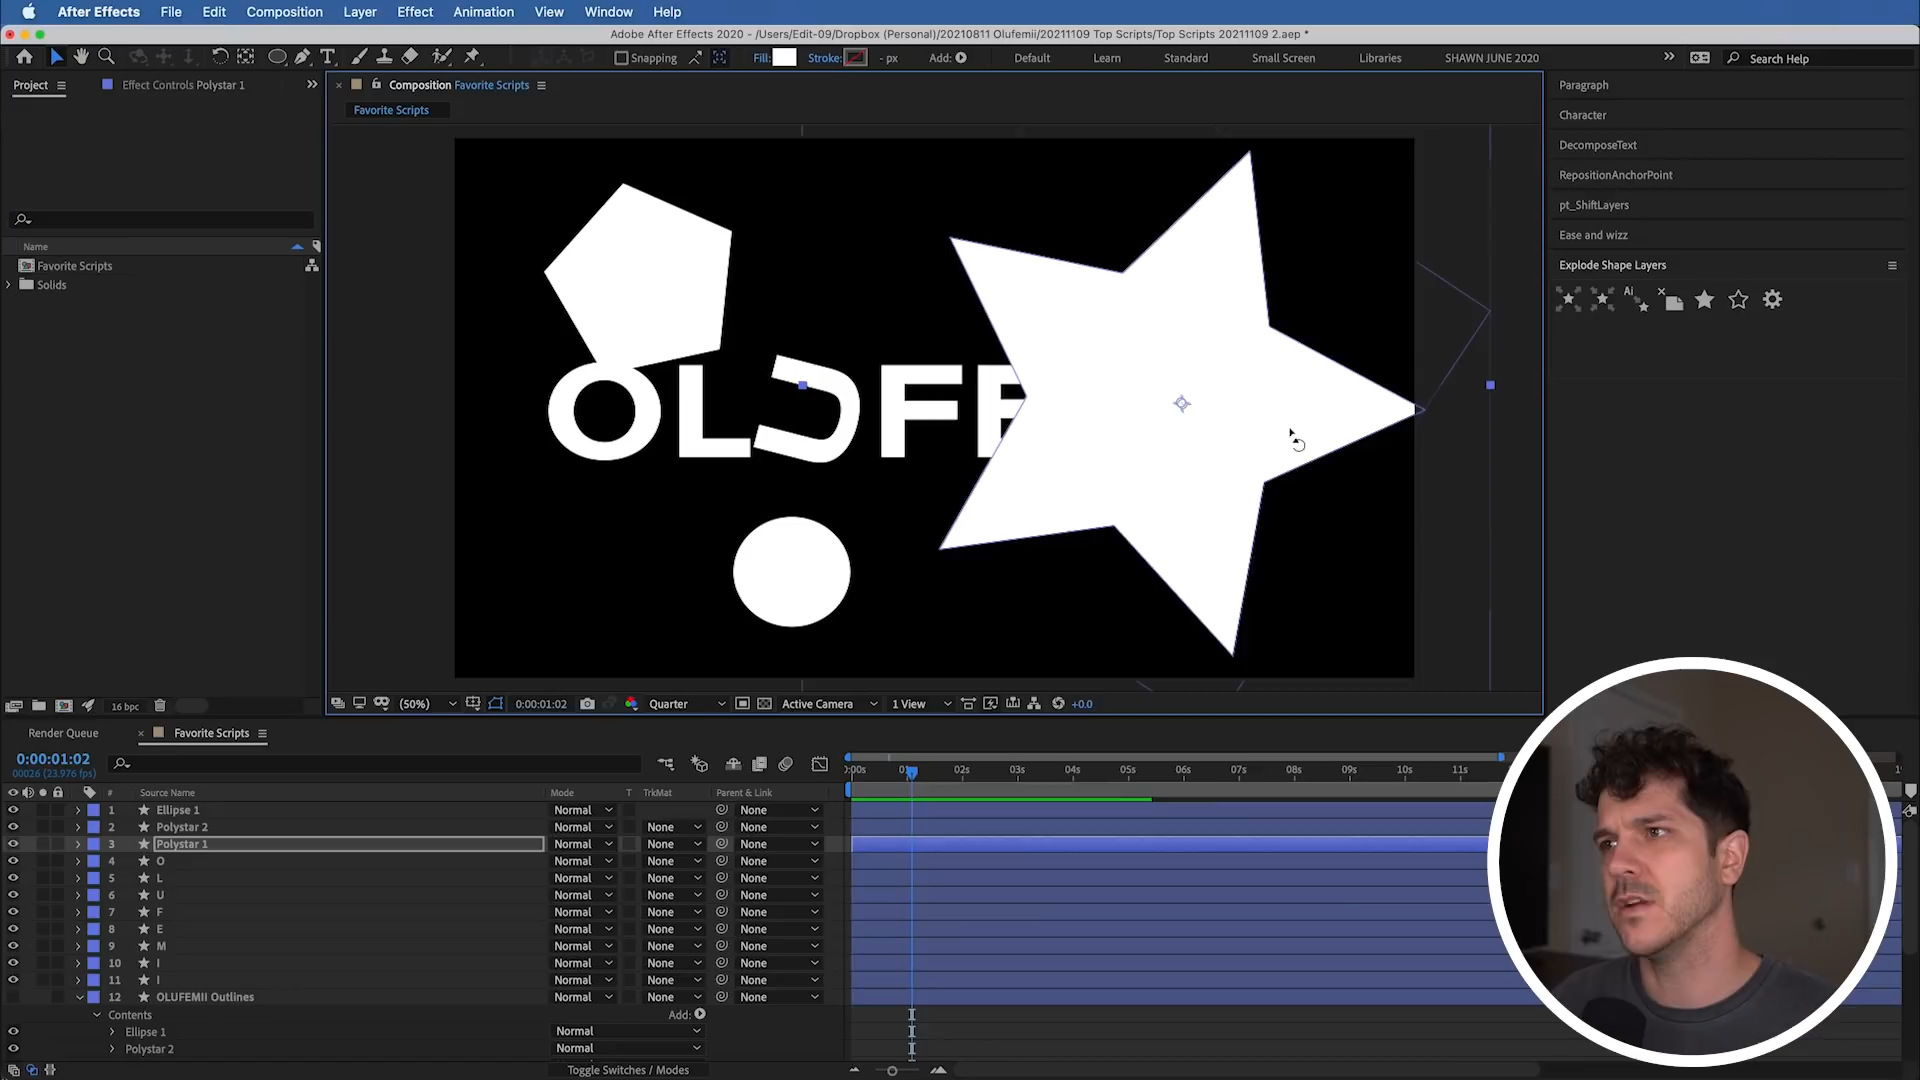 After Effects File Edit Composition Layer Effect Animation View Window Help
Adobe After Effects 2020 - /Users/Edit-09/Dropbox (Personal)/20210811 Olufemii/20211109 Top Scripts/Top Scripts 20211109 2.aep *
Snapping Fill: Stroke: - px Add: Default Learn Standard Small Screen Libraries SHAWN JUNE 2020 Search Help
Project Effect Controls Polystar 1
Composition Favorite Scripts
Favorite Scripts
Name
Favorite Scripts
Solids
OLUFE
Paragraph
Character
DecomposeText
RepositionAnchorPoint
pt_ShiftLayers
Ease and wizz
Explode Shape Layers
Ai
16 bpc
(50%) 0:00:01:02 Quarter Active Camera 1 View +0.0
Render Queue Favorite Scripts
0:00:01:02
00026 (23.976 fps)
:00s 02s 03s 04s 05s 06s 07s 08s 09s 10s 11s
# Source Name Mode T TrkMat Parent & Link
1 Ellipse 1 Normal None
2 Polystar 2 Normal None None
3 Polystar 1 Normal None None
4 O Normal None None
5 L Normal None None
6 U Normal None None
7 F Normal None None
8 E Normal None None
9 M Normal None None
10 I Normal None None
11 I Normal None None
12 OLUFEMII Outlines Normal None None
Contents Add:
Ellipse 1 Normal
Polystar 2 Normal
Toggle Switches / Modes